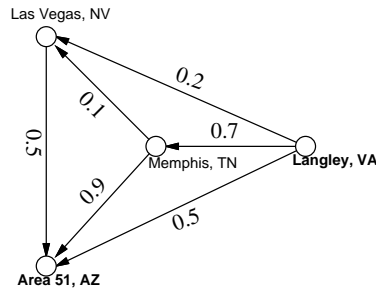 Las Vegas, NV
0.2
0.1
0.7
0.5
Memphis, TN
Langley, VA
0.9
0.5
Area 51, AZ